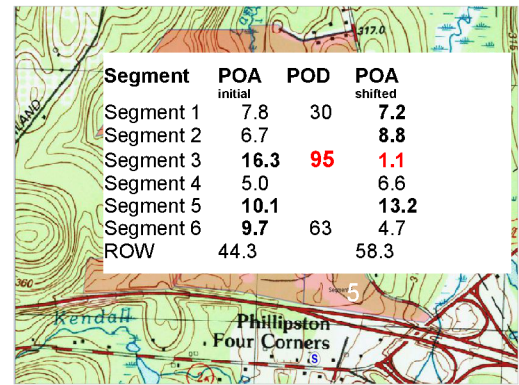 317.0
315
LAND
Segment POA POD POA
initial shifted
Segment 1 7.8 30 7.2
Segment 2 6.7 8.8
Segment 3 16.3 95 1.1
Segment 4 5.0 6.6
Segment 5 10.1 13.2
Segment 6 9.7 63 4.7
ROW 44.3 58.3
360
Segment 5
Kendall
Phillipston
Four Corners
S